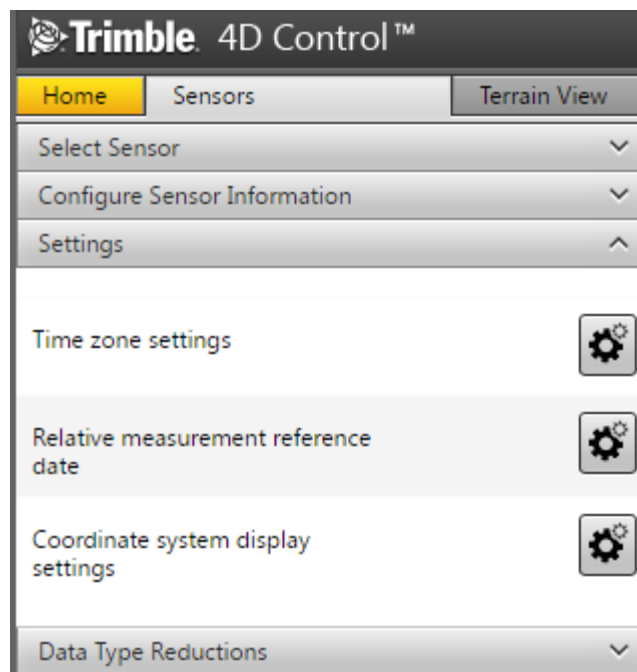 Trimble. 4D Control™
Home Sensors Terrain View
Select Sensor
Configure Sensor Information
Settings
Time zone settings
Relative measurement reference
date
Coordinate system display
settings
Data Type Reductions